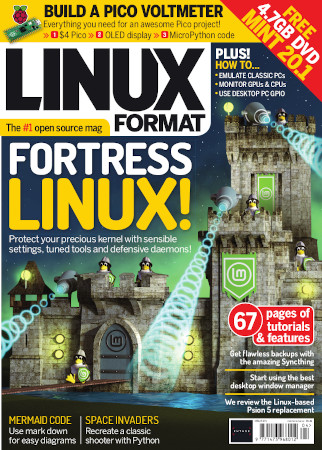 BUILD A PICO VOLTMETER
Everything you need for an awesome Pico project!
» 1 $4 Pico » 2 OLED display » 3 MicroPython code
FREE
4.7GB DVD
MINT 20.1
PLUS!
HOW TO...
• EMULATE CLASSIC PCs
• MONITOR GPUs & CPUs
• USE DESKTOP PC GPIO
LINUX
FORMAT
The #1 open source mag
FORTRESS
LINUX!
Protect your precious kernel with sensible
settings, tuned tools and defensive daemons!
67 pages of
tutorials
& features
Get flawless backups with
the amazing Syncthing
Start using the best
desktop window manager
We review the Linux-based
Psion 5 replacement
MERMAID CODE
Use mark down
for easy diagrams
SPACE INVADERS
Recreate a classic
shooter with Python
FUTURE